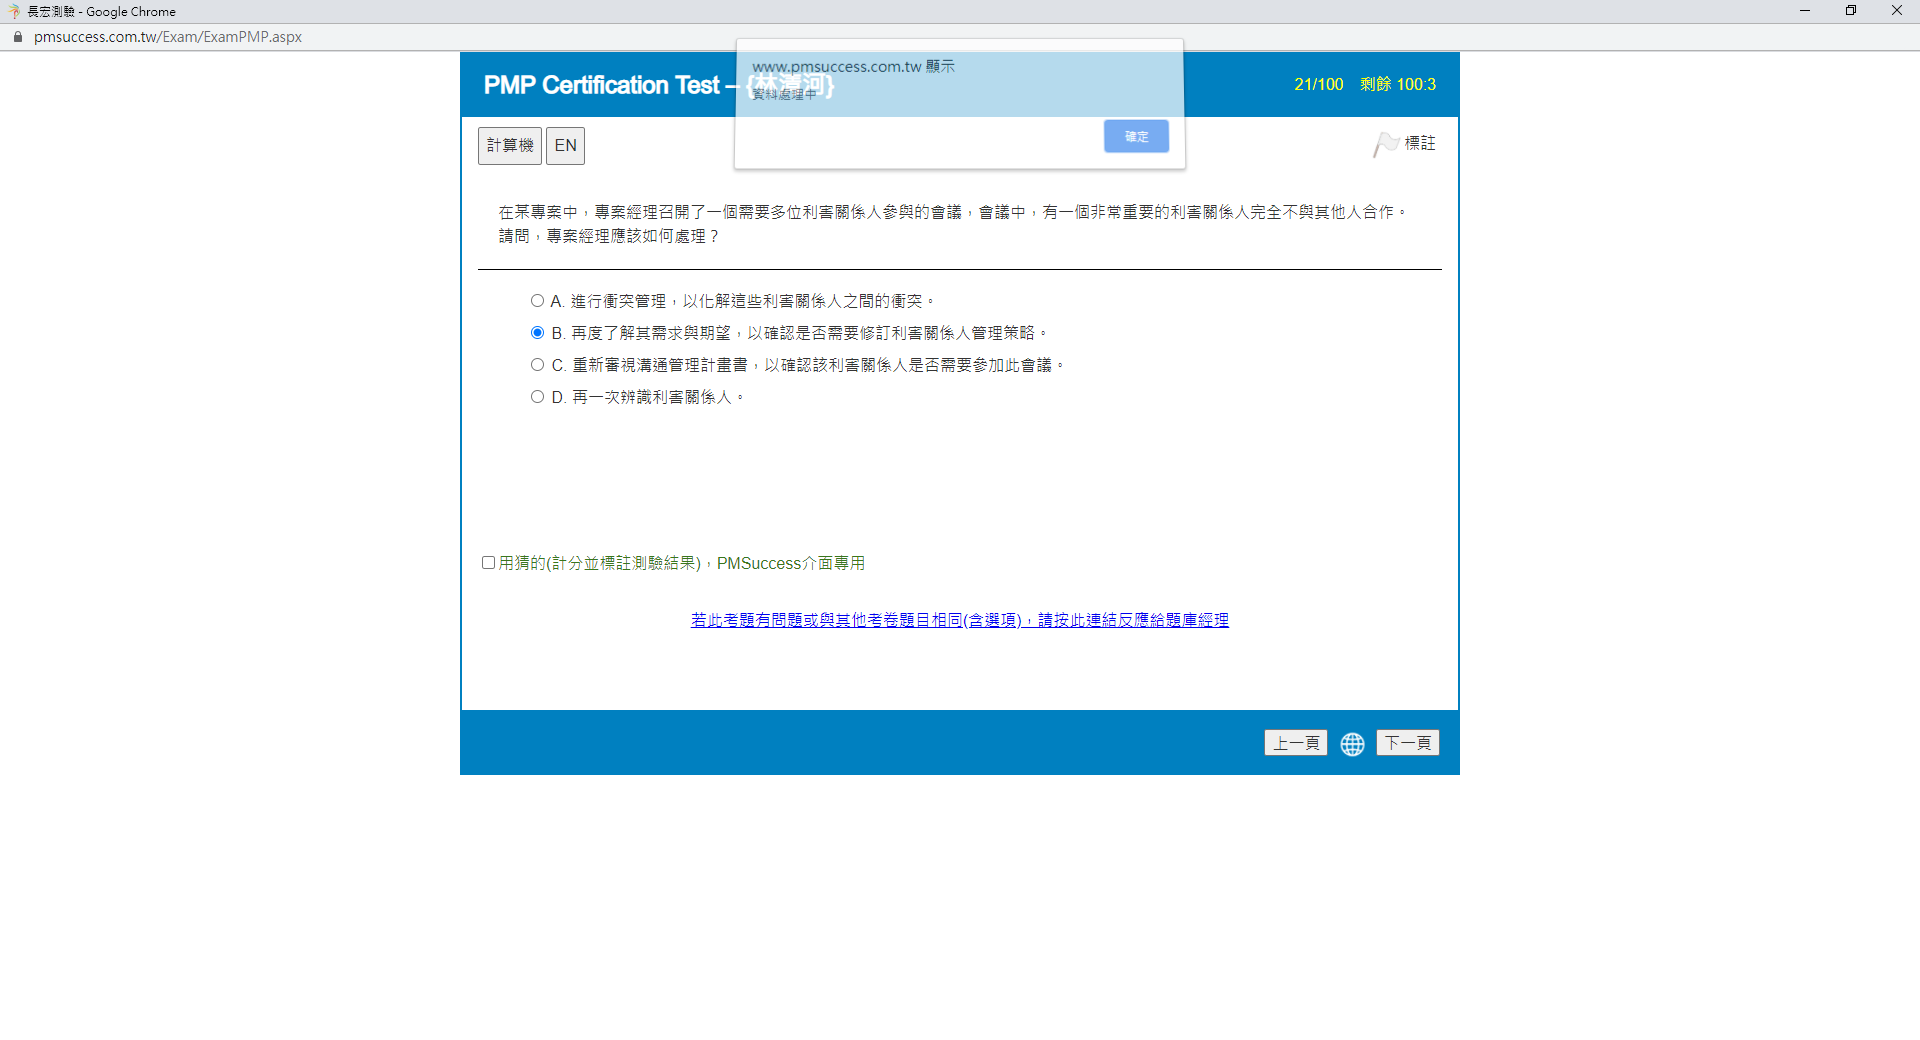 長宏測驗 - Google Chrome
pmsuccess.com.tw/Exam/ExamPMP.aspx
www.pmsuccess.com.tw 顯示
資料處理中
確定
PMP Certification Test – {林清河}
21/100 剩餘 100:3
計算機 EN
標註
在某專案中，專案經理召開了一個需要多位利害關係人參與的會議，會議中，有一個非常重要的利害關係人完全不與其他人合作。
請問，專案經理應該如何處理？
A. 進行衝突管理，以化解這些利害關係人之間的衝突。
B. 再度了解其需求與期望，以確認是否需要修訂利害關係人管理策略。
C. 重新審視溝通管理計畫書，以確認該利害關係人是否需要參加此會議。
D. 再一次辨識利害關係人。
用猜的(計分並標註測驗結果)，PMSuccess介面專用
若此考題有問題或與其他考卷題目相同(含選項)，請按此連結反應給題庫經理
上一頁 下一頁